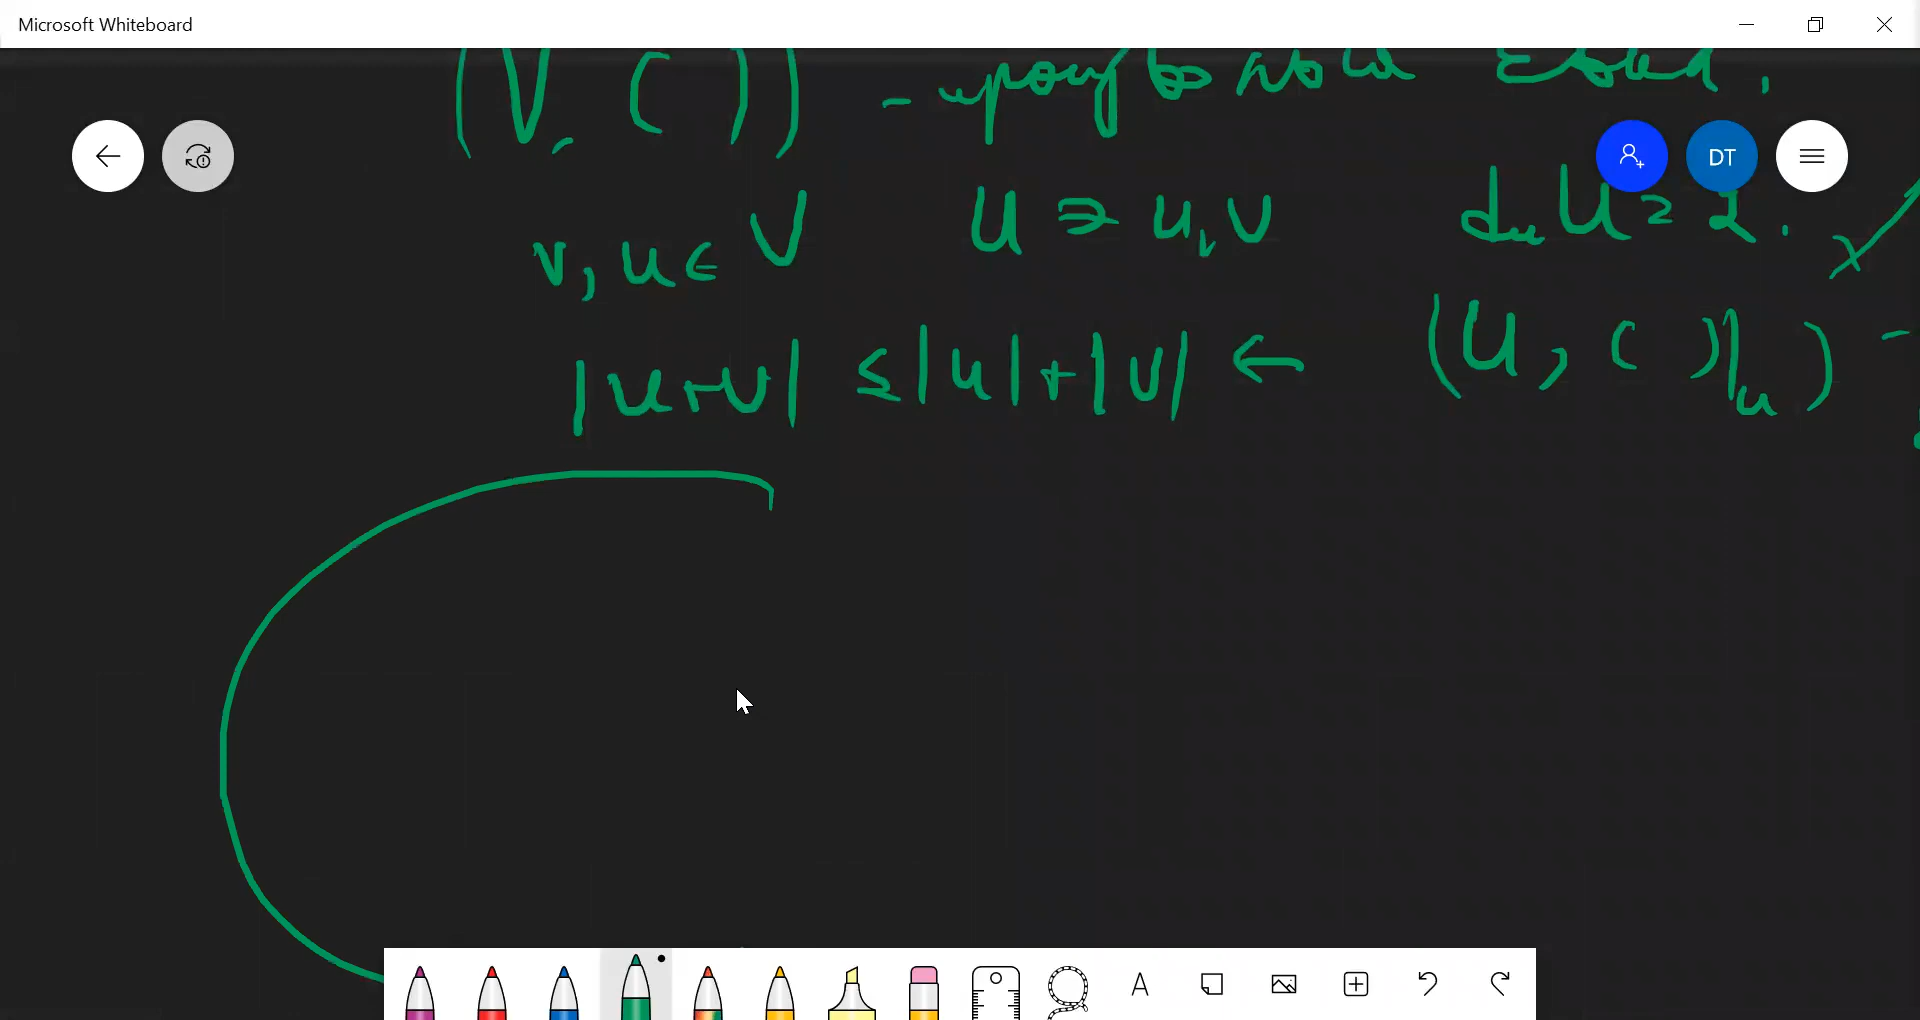 Microsoft Whiteboard
(V, ( ))
DT
v, u ∈ V U ∋ u, v dim U = 2.
|u+v| ≤ |u|+|v| ← (U, ( )|u) -